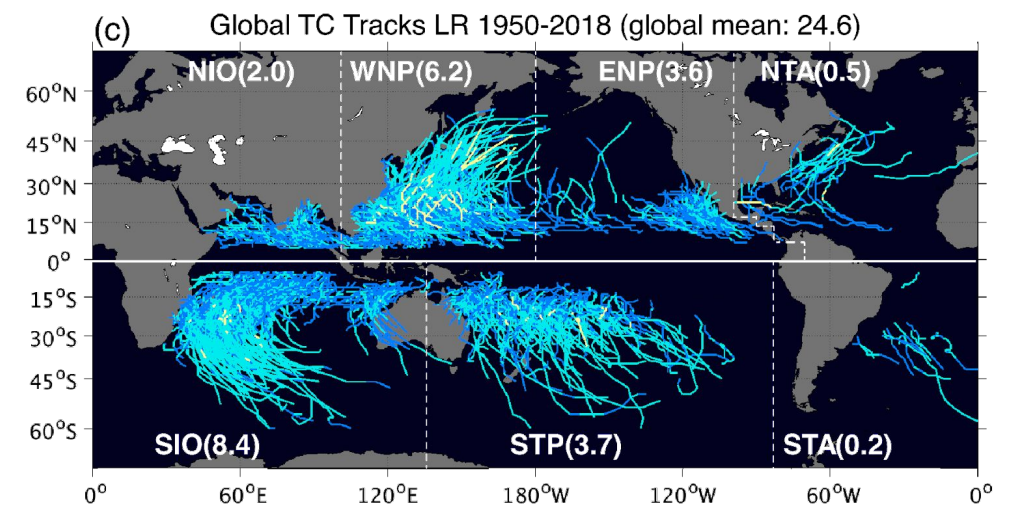 (c) Global TC Tracks LR 1950-2018 (global mean: 24.6)
NIO(2.0) WNP(6.2) ENP(3.6) NTA(0.5)
60°N
45°N
30°N
15°N
0°
15°S
30°S
45°S
60°S
SIO(8.4) STP(3.7) STA(0.2)
0° 60°E 120°E 180°W 120°W 60°W 0°